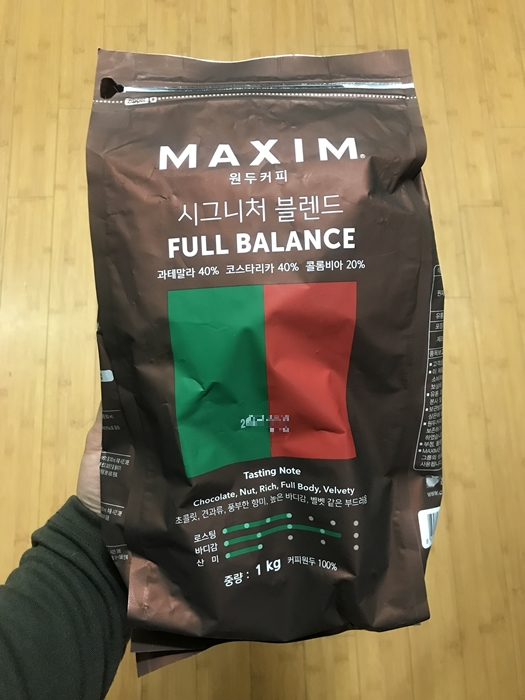 MAXIM
원두커피
시그니처 블렌드
FULL BALANCE
과테말라 40% 코스타리카 40% 콜롬비아 20%
Tasting Note
Chocolate, Nut, Rich, Full Body, Velvety
초콜릿, 견과류, 풍부한 향미, 높은 바디감, 벨벳 같은 부드러움
로스팅
바디감
산 미
중량 : 1 kg 커피원두 100%